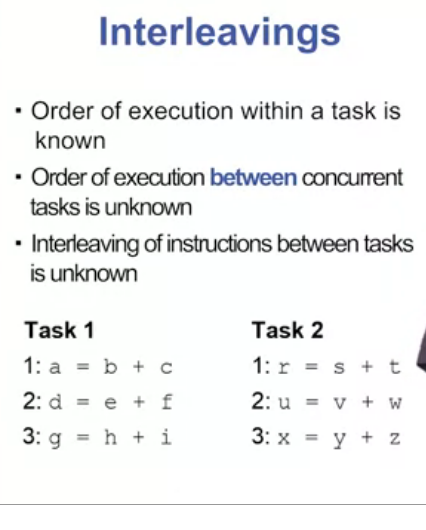 Interleavings
▪ Order of execution within a task is
known
▪ Order of execution between concurrent
tasks is unknown
▪ Interleaving of instructions between tasks
is unknown
Task 1
1: a = b + c
2: d = e + f
3: g = h + i
Task 2
1: r = s + t
2: u = v + w
3: x = y + z